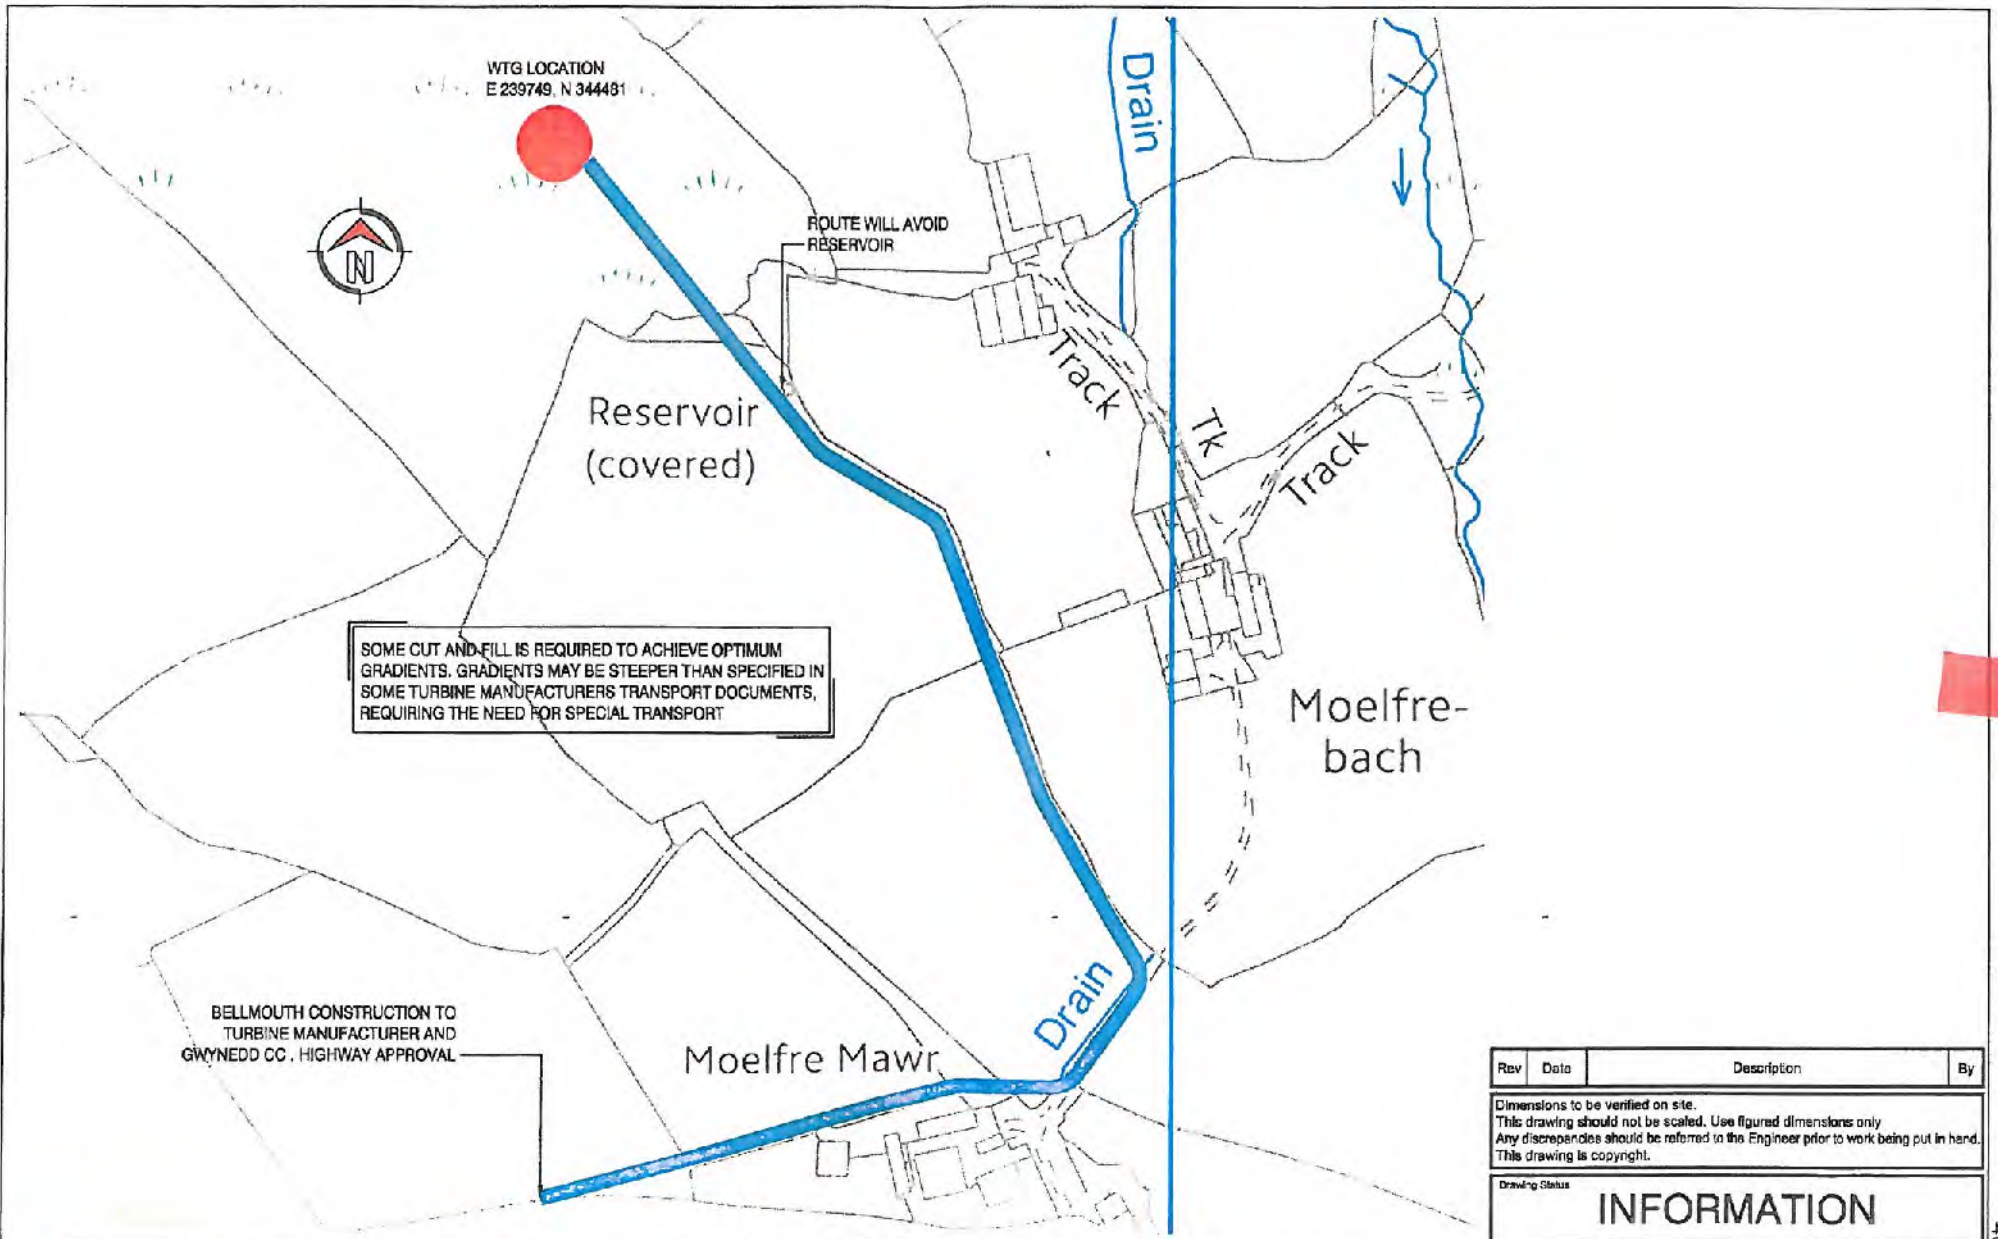 WTG LOCATION
E 239749, N 344481
Drain
N
ROUTE WILL AVOID
RESERVOIR
Track
Tk
Track
Reservoir
(covered)
SOME CUT AND FILL IS REQUIRED TO ACHIEVE OPTIMUM
GRADIENTS. GRADIENTS MAY BE STEEPER THAN SPECIFIED IN
SOME TURBINE MANUFACTURERS TRANSPORT DOCUMENTS,
REQUIRING THE NEED FOR SPECIAL TRANSPORT
Moelfre-
bach
Drain
BELLMOUTH CONSTRUCTION TO
TURBINE MANUFACTURER AND
GWYNEDD CC . HIGHWAY APPROVAL
Moelfre Mawr
Rev Date Description By
Dimensions to be verified on site.
This drawing should not be scaled. Use figured dimensions only
Any discrepancies should be referred to the Engineer prior to work being put in hand.
This drawing is copyright.
Drawing Status
INFORMATION